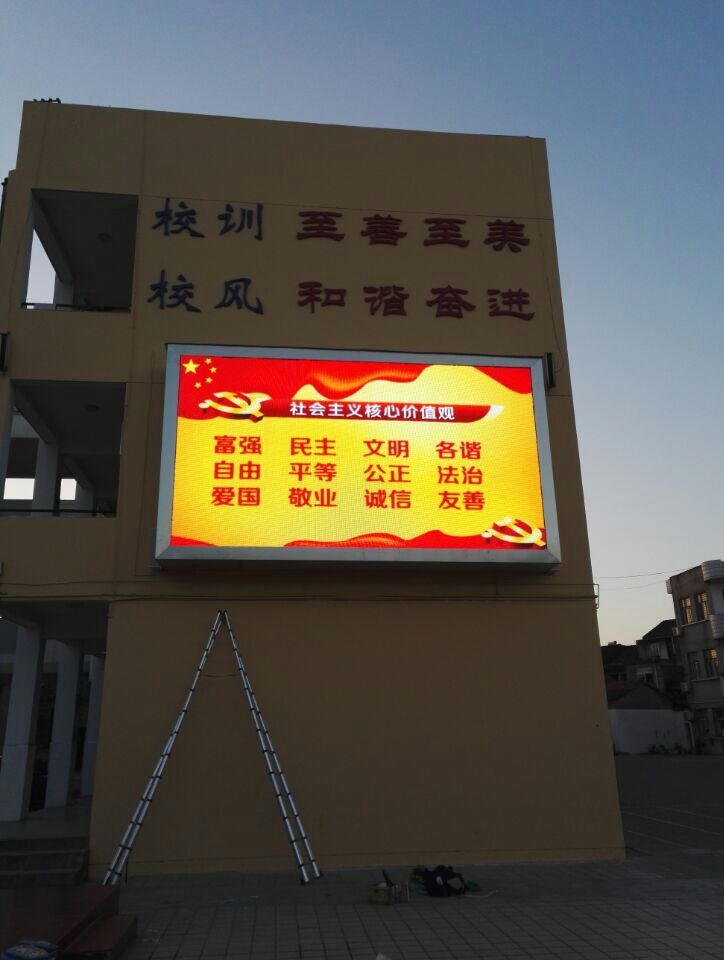 校训 至善至美
校风 和谐奋进
社会主义核心价值观
富强 民主 文明 各谐
自由 平等 公正 法治
爱国 敬业 诚信 友善